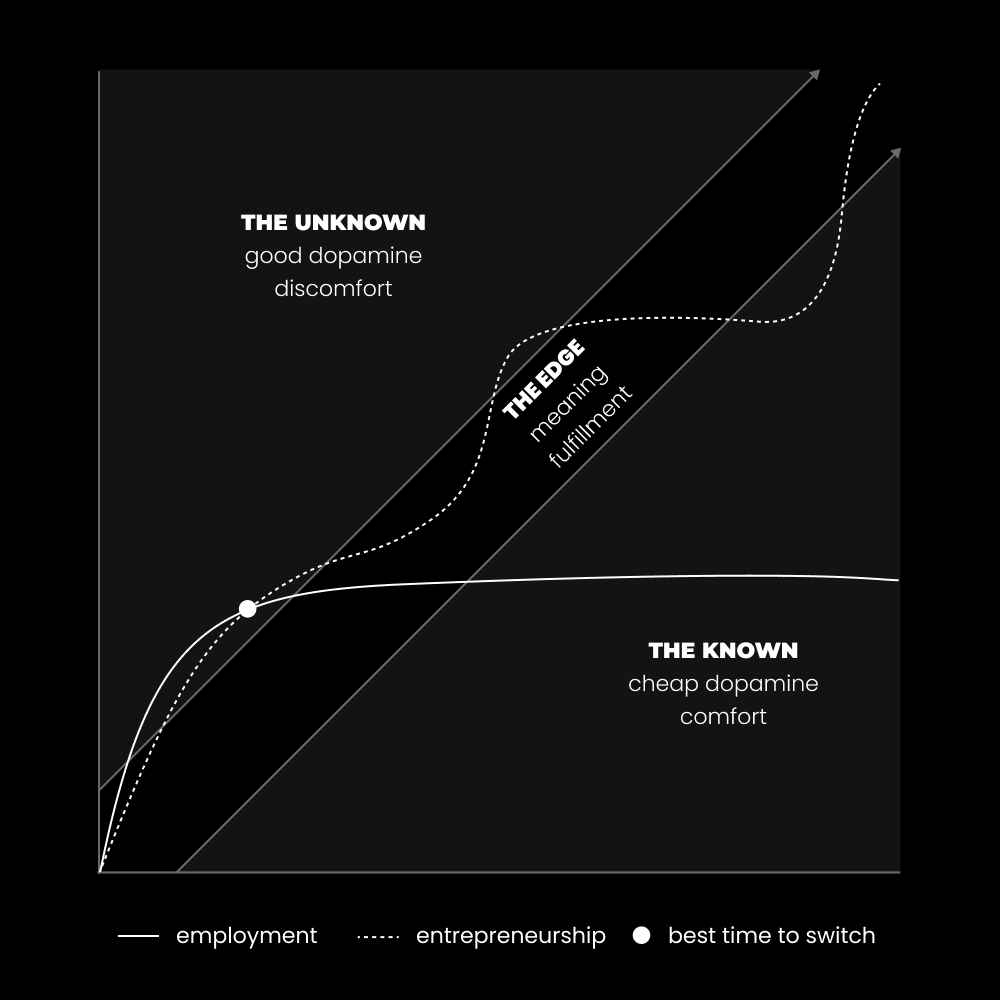 THE UNKNOWN
good dopamine
discomfort
THE EDGE
meaning
fulfillment
THE KNOWN
cheap dopamine
comfort
employment
entrepreneurship
best time to switch